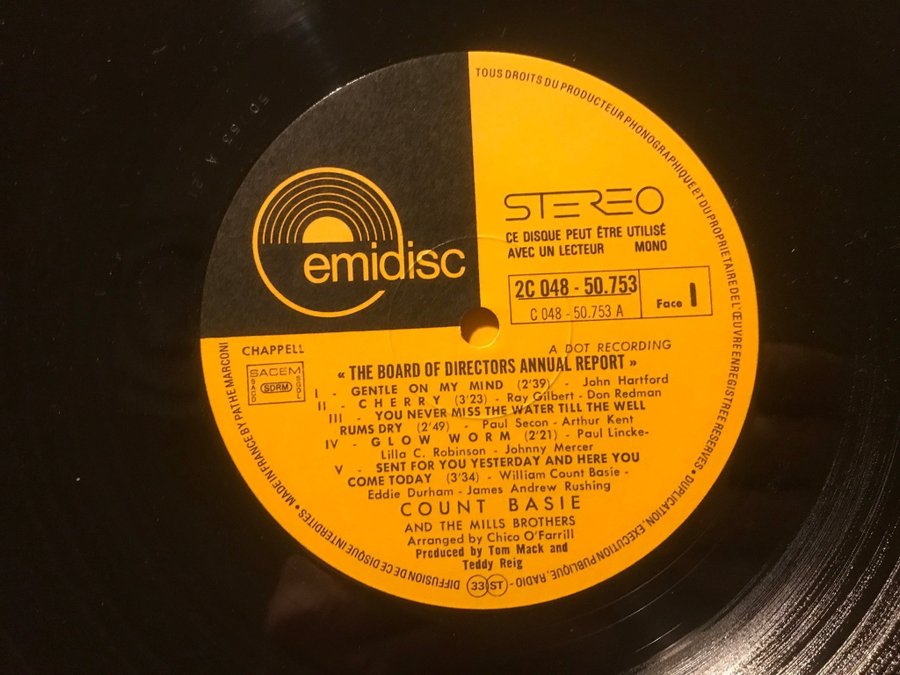 TOUS DROITS DU PRODUCTEUR PHONOGRAPHIQUE ET DU PROPRIETAIRE DE L'ŒUVRE ENREGISTREE RESERVES • DUPLICATION, EXECUTION PUBLIQUE, RADIO - DIFFUSION DE CE DISQUE INTERDITES • MADE IN FRANCE BY PATHE MARCONI
emidisc
STEREO
CE DISQUE PEUT ÊTRE UTILISÉ
AVEC UN LECTEUR MONO
2C 048 - 50.753
C 048 - 50.753 A
Face 1
CHAPPELL
A DOT RECORDING
SACEM
SDRM
« THE BOARD OF DIRECTORS ANNUAL REPORT »
I - GENTLE ON MY MIND (2'39) - John Hartford
II - CHERRY (3'23) - Ray Gilbert - Don Redman
III - YOU NEVER MISS THE WATER TILL THE WELL
RUMS DRY (2'49) - Paul Secon - Arthur Kent
IV - GLOW WORM (2'21) - Paul Lincke-
Lilla C. Robinson - Johnny Mercer
V - SENT FOR YOU YESTERDAY AND HERE YOU
COME TODAY (3'34) - William Count Basie -
Eddie Durham - James Andrew Rushing
COUNT BASIE
AND THE MILLS BROTHERS
Arranged by Chico O'Farrill
Produced by Tom Mack and
Teddy Reig
33 ST